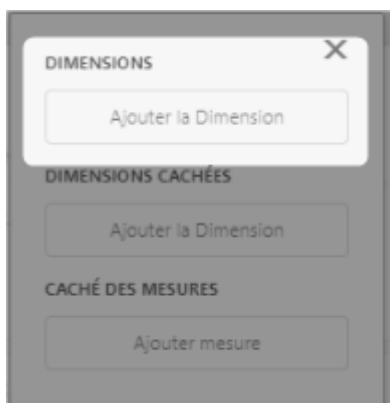 DIMENSIONS
Ajouter la Dimension
DIMENSIONS CACHÉES
Ajouter la Dimension
CACHÉ DES MESURES
Ajouter mesure